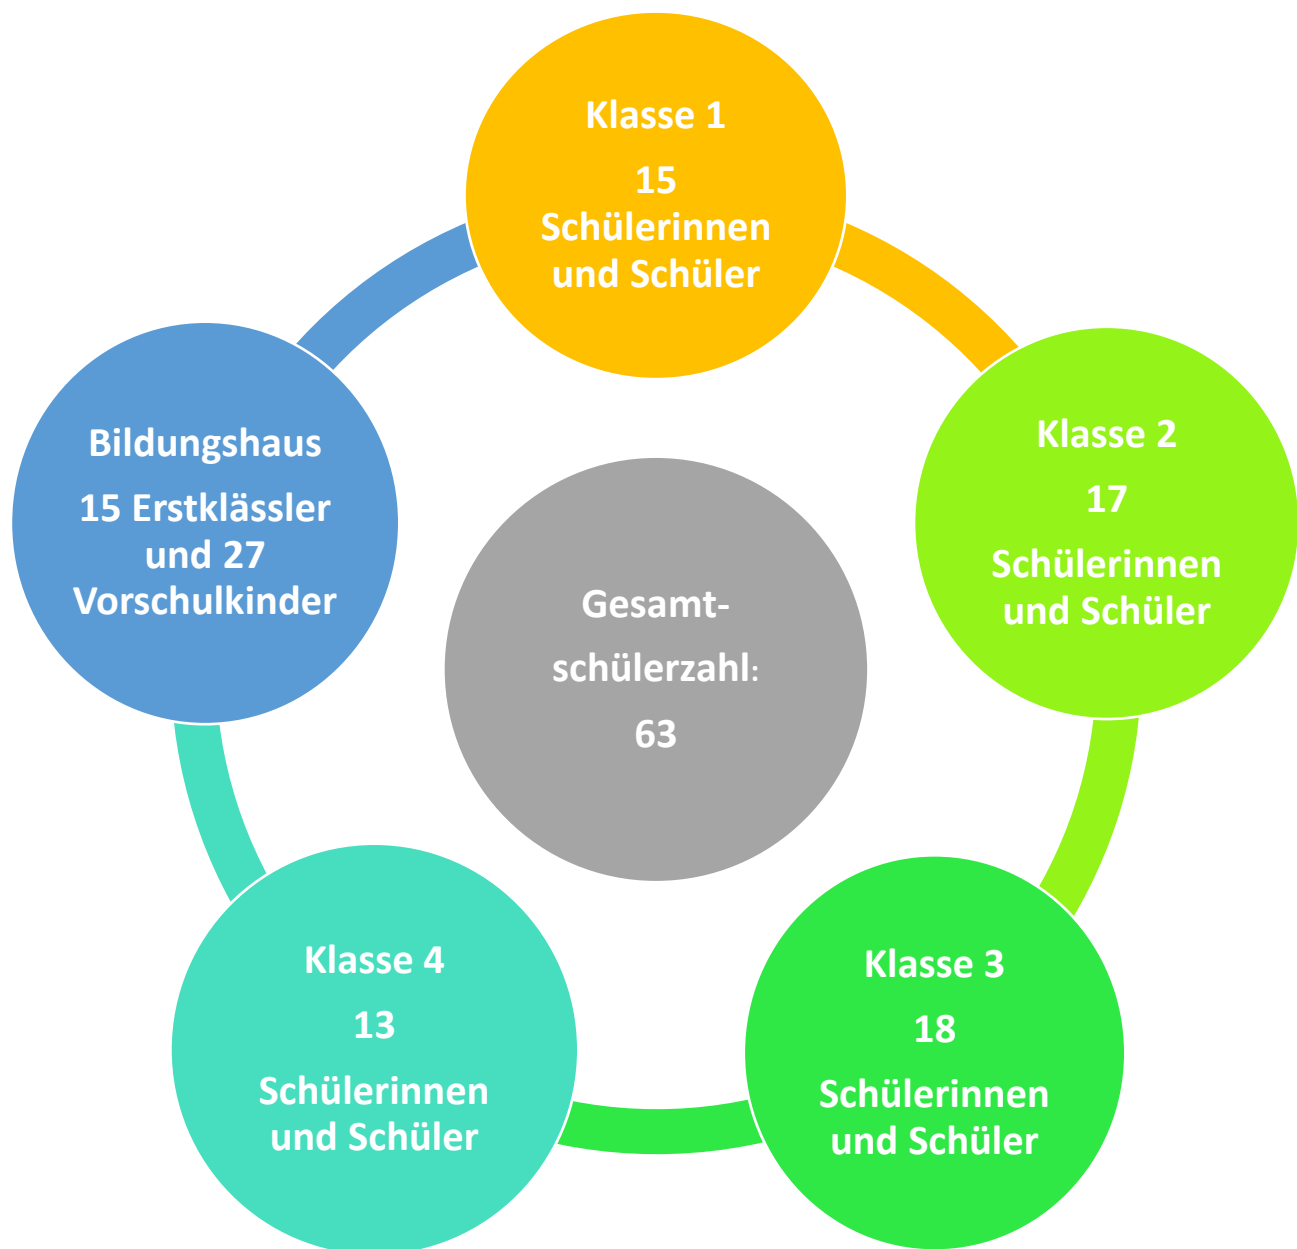 Klasse 1
15
Schülerinnen
und Schüler
Klasse 2
17
Schülerinnen
und Schüler
Klasse 3
18
Schülerinnen
und Schüler
Klasse 4
13
Schülerinnen
und Schüler
Bildungshaus
15 Erstklässler
und 27
Vorschulkinder
Gesamt-
schülerzahl:
63